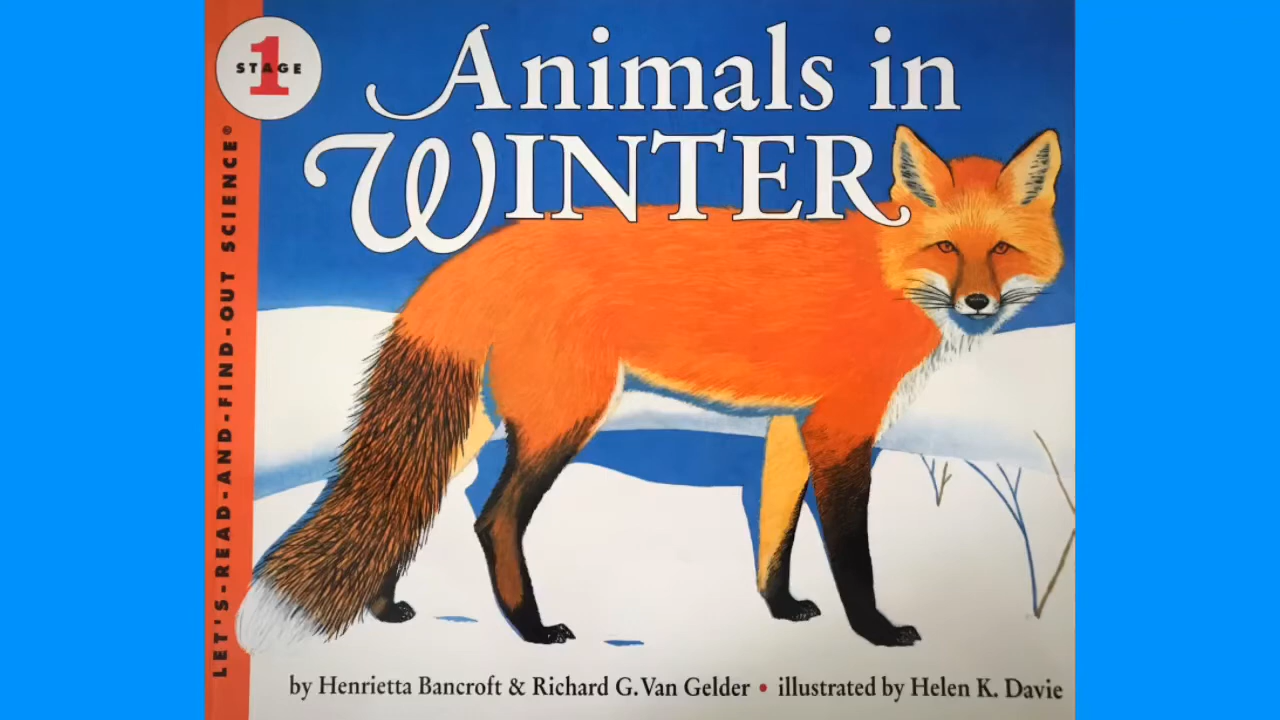 STAGE 1
Animals in
WINTER
LET'S-READ-AND-FIND-OUT SCIENCE®
by Henrietta Bancroft & Richard G. Van Gelder • illustrated by Helen K. Davie